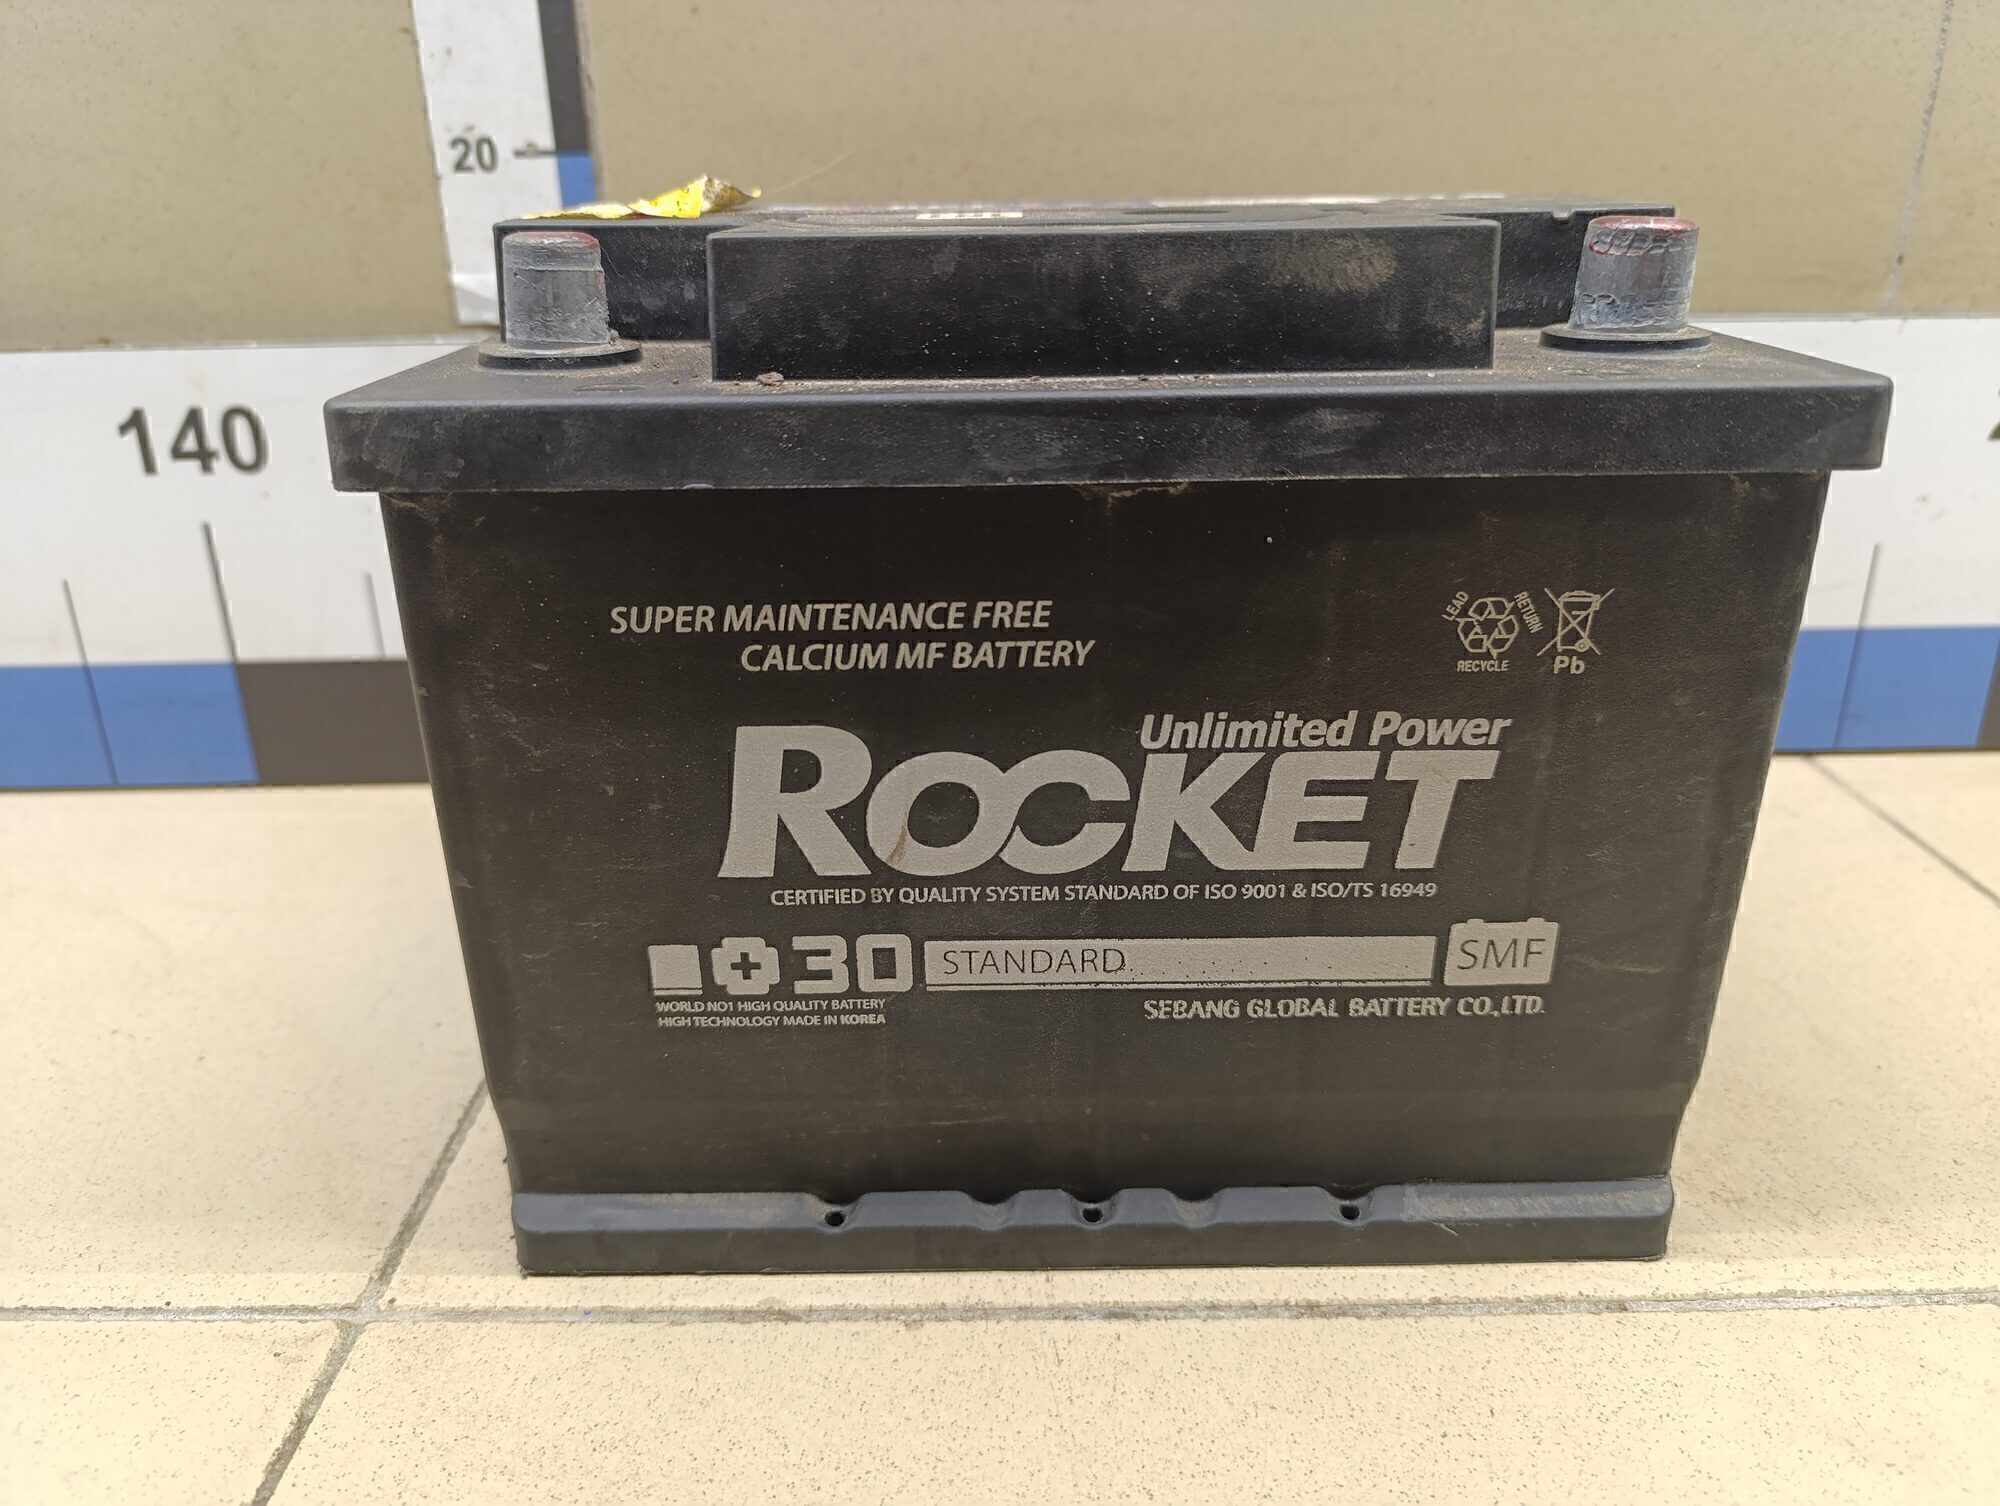 20
140
SUPER MAINTENANCE FREE
CALCIUM MF BATTERY
LEAD RETURN
RECYCLE
Pb
Unlimited Power
ROCKET
CERTIFIED BY QUALITY SYSTEM STANDARD OF ISO 9001 & ISO/TS 16949
+30 STANDARD SMF
WORLD NO1 HIGH QUALITY BATTERY
HIGH TECHNOLOGY MADE IN KOREA
SEBANG GLOBAL BATTERY CO.,LTD.